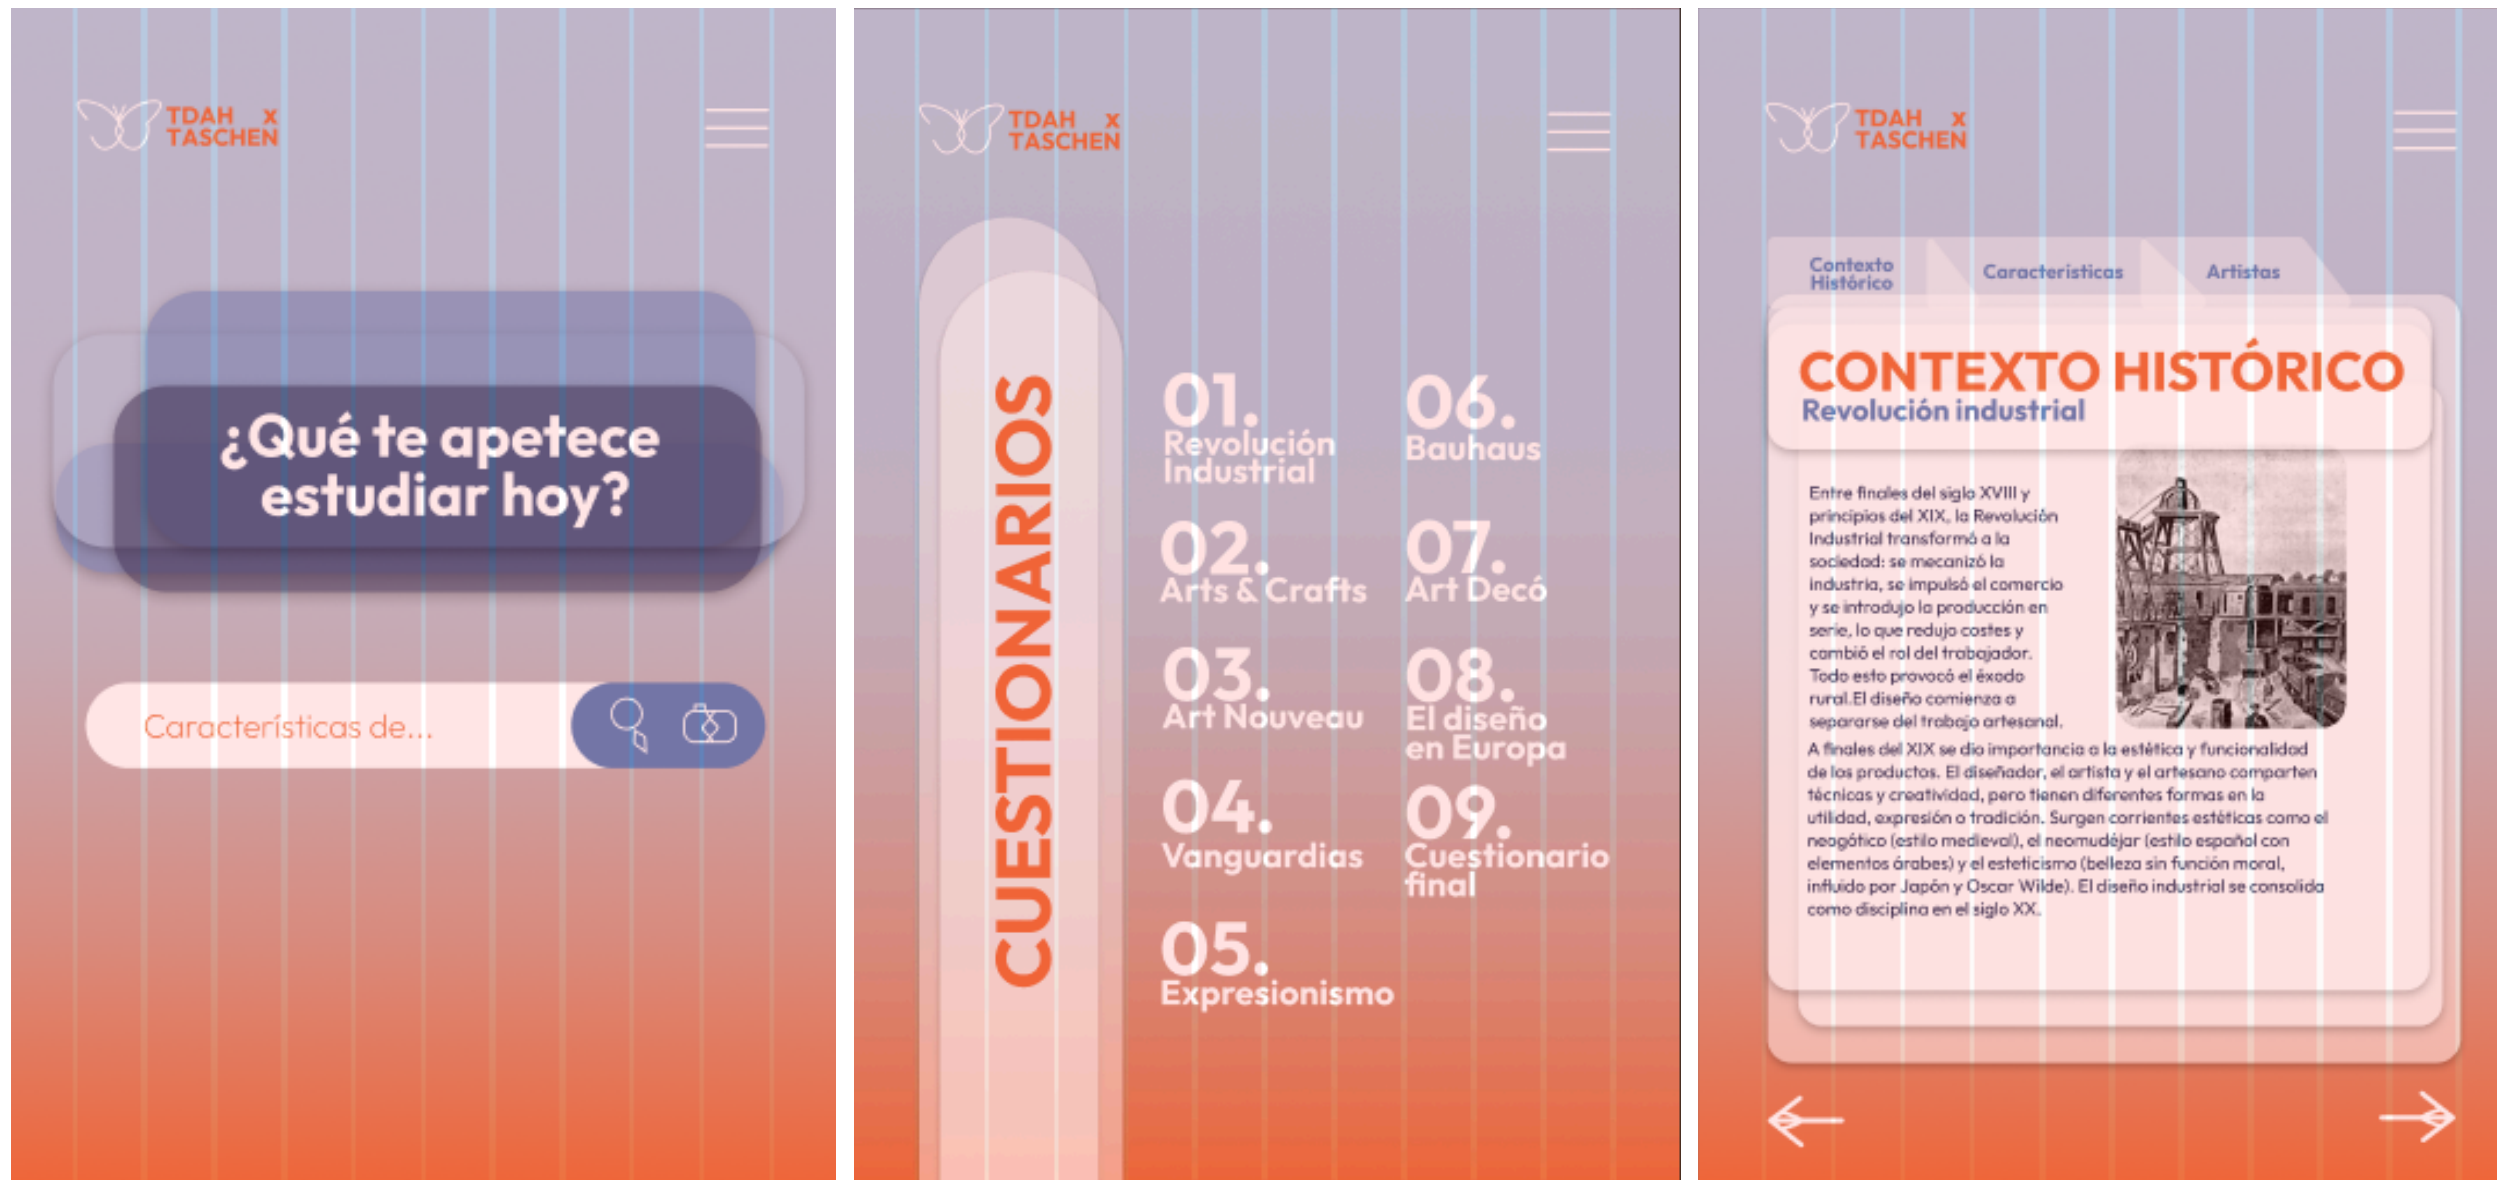 TDAH x
TASCHEN
¿Qué te apetece
estudiar hoy?
Características de...
TDAH x
TASCHEN
CUESTIONARIOS
01.
Revolución
Industrial
02.
Arts & Crafts
03.
Art Nouveau
04.
Vanguardias
05.
Expresionismo
06.
Bauhaus
07.
Art Decó
08.
El diseño
en Europa
09.
Cuestionario
final
TDAH x
TASCHEN
Contexto
Histórico
Características
Artistas
CONTEXTO HISTÓRICO
Revolución industrial
Entre finales del siglo XVIII y
principios del XIX, la Revolución
Industrial transformó a la
sociedad: se mecanizó la
industria, se impulsó el comercio
y se introdujo la producción en
serie, lo que redujo costes y
cambió el rol del trabajador.
Todo esto provocó el éxodo
rural.El diseño comienza a
separarse del trabajo artesanal.
A finales del XIX se dio importancia a la estética y funcionalidad
de los productos. El diseñador, el artista y el artesano comparten
técnicas y creatividad, pero tienen diferentes formas en la
utilidad, expresión o tradición. Surgen corrientes estéticas como el
neogótico (estilo medieval), el neomudéjar (estilo español con
elementos árabes) y el esteticismo (belleza sin función moral,
influido por Japón y Oscar Wilde). El diseño industrial se consolida
como disciplina en el siglo XX.